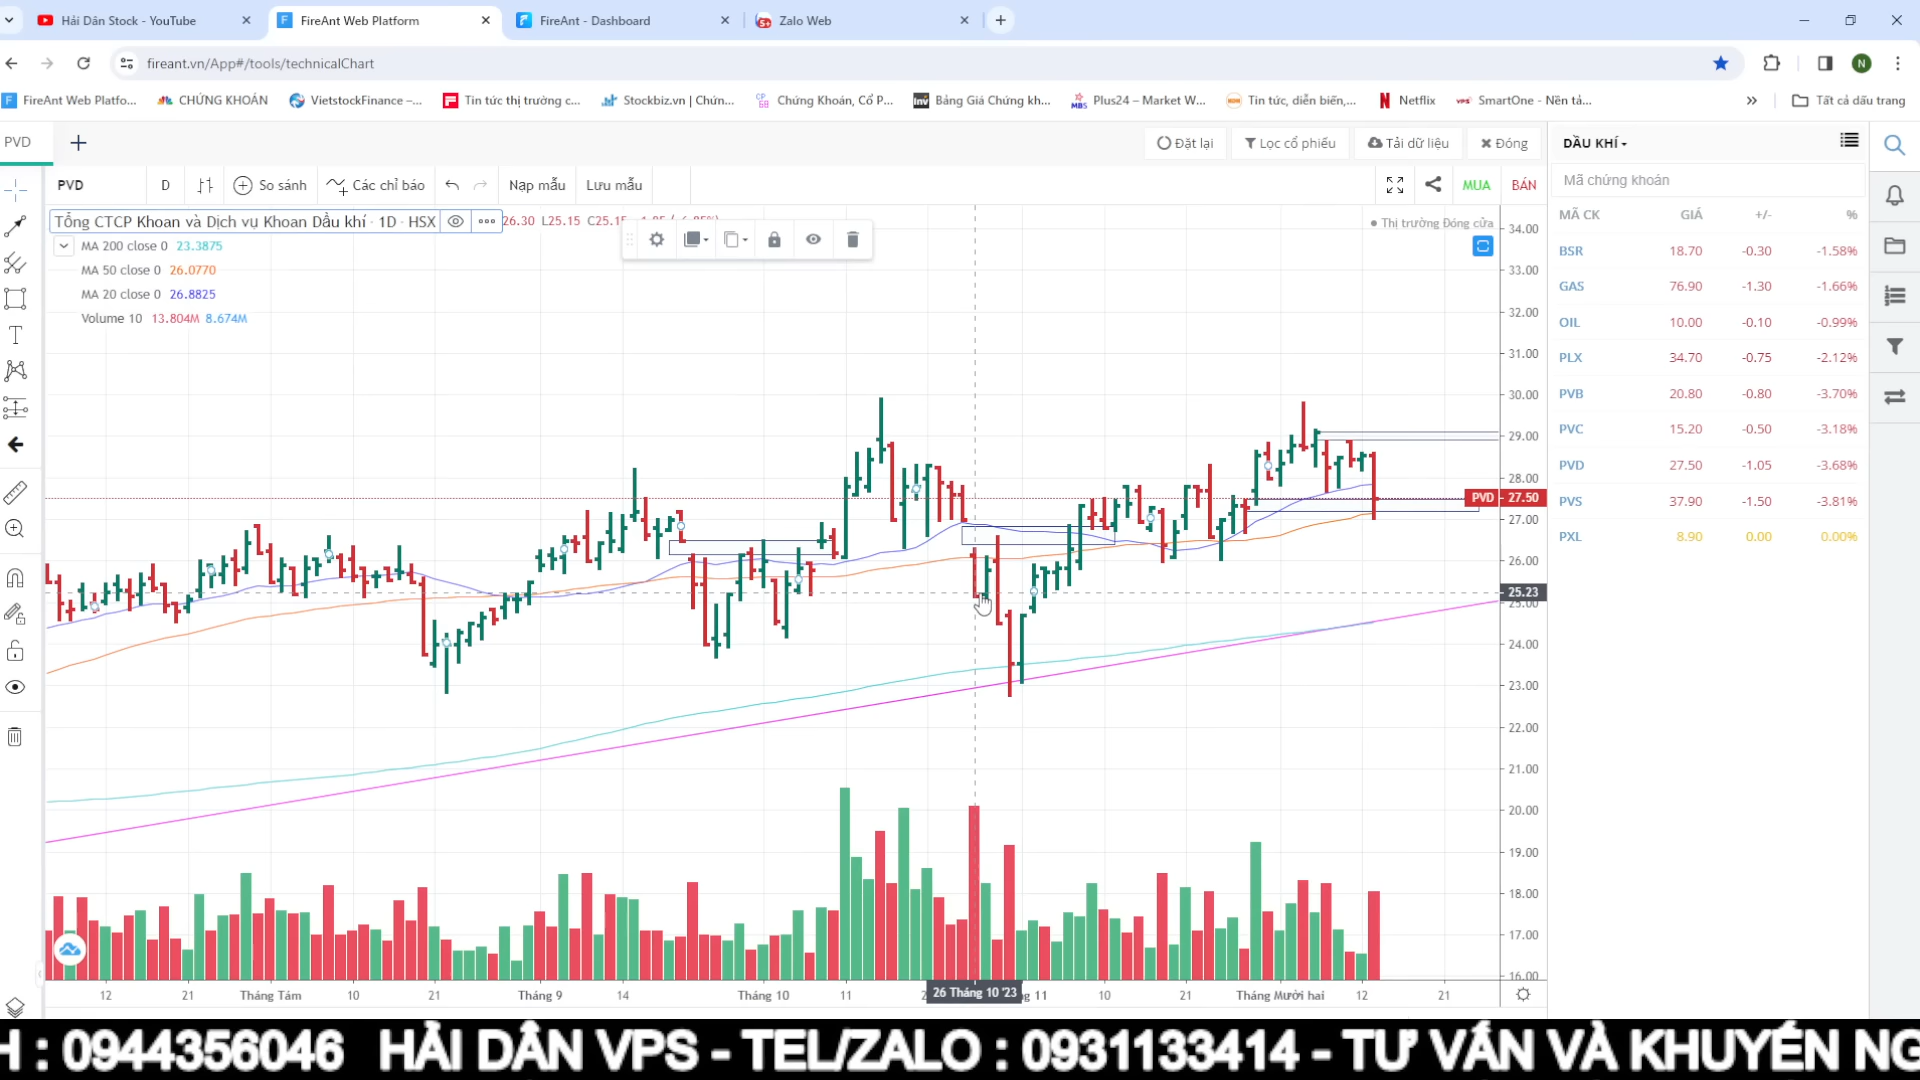 Hải Dân Stock - YouTube
FireAnt Web Platform
FireAnt - Dashboard
Zalo Web
fireant.vn/App#/tools/technicalChart
N
FireAnt Web Platfo...
CHỨNG KHOÁN
VietstockFinance –...
Tin tức thị trường c...
Stockbiz.vn | Chứn...
Chứng Khoán, Cổ P...
Bảng Giá Chứng kh...
Plus24 – Market W...
Tin tức, diễn biến,...
Netflix
SmartOne - Nền tả...
Tất cả dấu trang
PVD
Đặt lại
Lọc cổ phiếu
Tải dữ liệu
Đóng
DẦU KHÍ
PVD
D
So sánh
Các chỉ báo
Nạp mẫu
Lưu mẫu
MUA
BÁN
Mã chứng khoán
Tổng CTCP Khoan và Dịch vụ Khoan Dầu khí · 1D · HSX
26.30 L25.15 C25.15
Thị trường Đóng cửa
MA 200 close 0 23.3875
MA 50 close 0 26.0770
MA 20 close 0 26.8825
Volume 10 13.804M 8.674M
MÃ CK GIÁ +/- %
BSR 18.70 -0.30 -1.58%
GAS 76.90 -1.30 -1.66%
OIL 10.00 -0.10 -0.99%
PLX 34.70 -0.75 -2.12%
PVB 20.80 -0.80 -3.70%
PVC 15.20 -0.50 -3.18%
PVD 27.50 -1.05 -3.68%
PVS 37.90 -1.50 -3.81%
PXL 8.90 0.00 0.00%
34.00
33.00
32.00
31.00
30.00
29.00
28.00
PVD 27.50
27.00
26.00
25.23
25.00
24.00
23.00
22.00
21.00
20.00
19.00
18.00
17.00
16.00
12 21 Tháng Tám 10 21 Tháng 9 14 Tháng 10 11 26 Tháng 10 '23 11 10 21 Tháng Mười hai 12 21
H : 0944356046 HẢI DÂN VPS - TEL/ZALO : 0931133414 - TƯ VẤN VÀ KHUYẾN NG